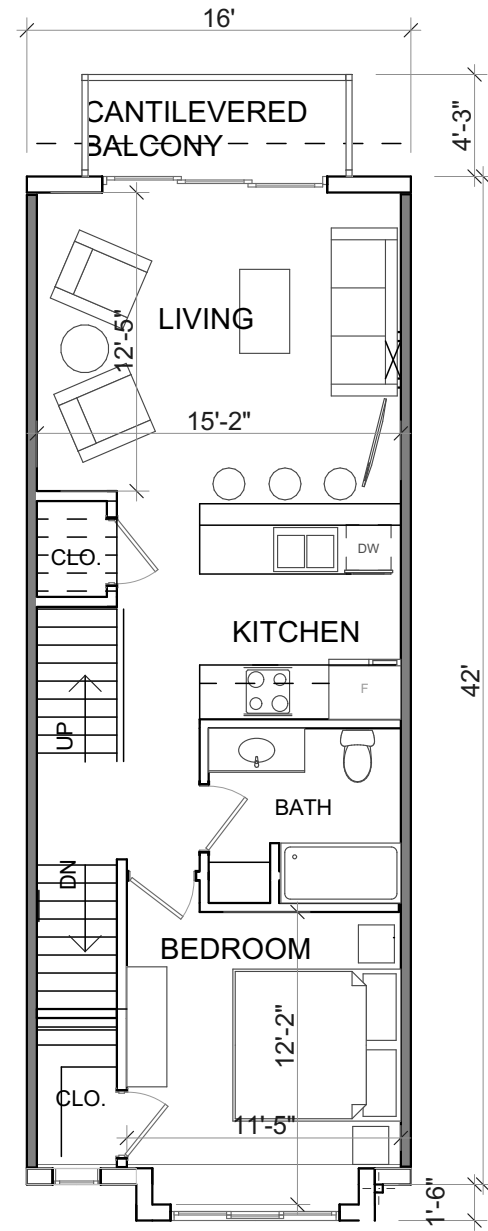 16'
CANTILEVERED
BALCONY
4'-3"
LIVING
12'-5"
15'-2"
CLO.
DW
KITCHEN
42'
F
UP
BATH
DN
BEDROOM
12'-2"
CLO.
11'-5"
1'-6"